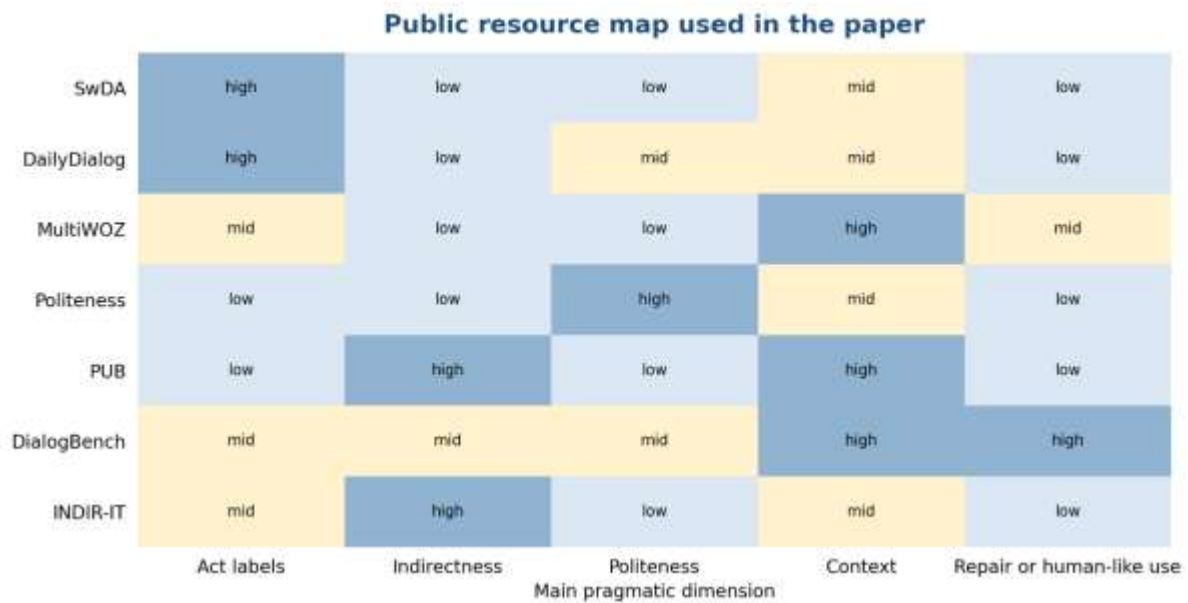 Public resource map used in the paper
SwDA high low low mid low
DailyDialog high low mid mid low
MultiWOZ mid low low high mid
Politeness low low high mid low
PUB low high low high low
DialogBench mid mid mid high high
INDIR-IT mid high low mid low
Act labels Indirectness Politeness Context Repair or human-like use
Main pragmatic dimension